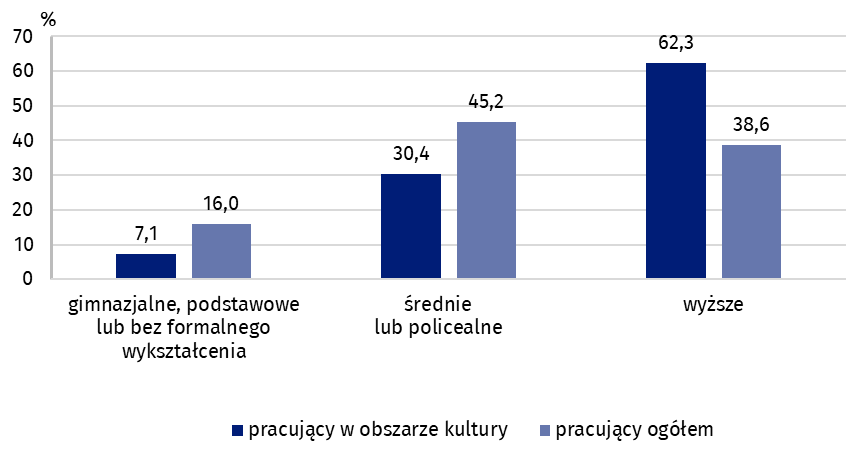 %
70
60
50
40
30
20
10
0
7,1
16,0
30,4
45,2
62,3
38,6
gimnazjalne, podstawowe
lub bez formalnego
wykształcenia
średnie
lub policealne
wyższe
pracujący w obszarze kultury
pracujący ogółem